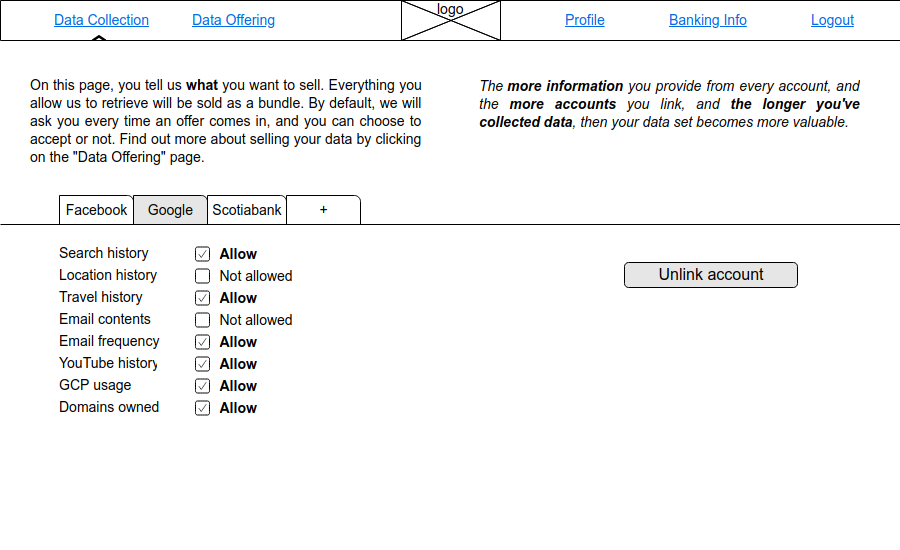 Data Collection
Data Offering
logo
Profile
Banking Info
Logout
On this page, you tell us what you want to sell. Everything you
allow us to retrieve will be sold as a bundle. By default, we will
ask you every time an offer comes in, and you can choose to
accept or not. Find out more about selling your data by clicking
on the "Data Offering" page.
The more information you provide from every account, and
the more accounts you link, and the longer you've
collected data, then your data set becomes more valuable.
Facebook
Google
Scotiabank
+
Search history Allow
Location history Not allowed
Travel history Allow
Email contents Not allowed
Email frequency Allow
YouTube history Allow
GCP usage Allow
Domains owned Allow
Unlink account